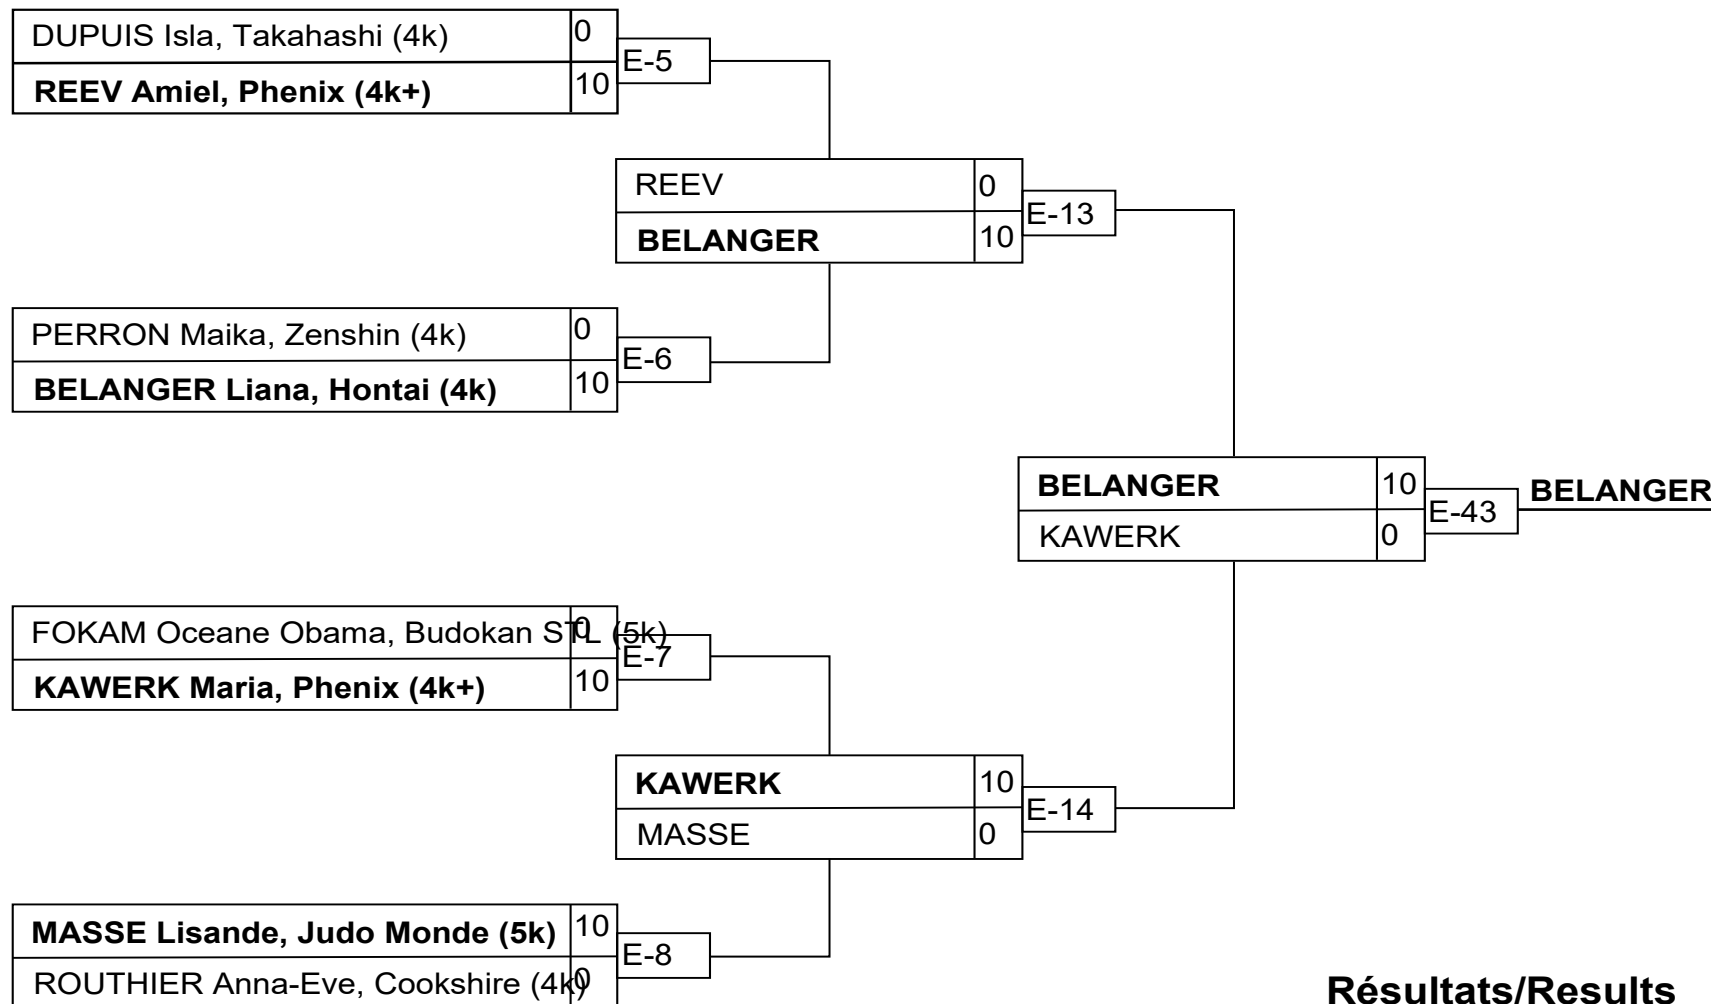 DUPUIS Isla, Takahashi (4k) 0
E-5
REEV Amiel, Phenix (4k+) 10
REEV 0
E-13
BELANGER 10
PERRON Maika, Zenshin (4k) 0
E-6
BELANGER Liana, Hontai (4k) 10
BELANGER 10
E-43
BELANGER
KAWERK 0
FOKAM Oceane Obama, Budokan STL (5k) 0
E-7
KAWERK Maria, Phenix (4k+) 10
KAWERK 10
E-14
MASSE 0
MASSE Lisande, Judo Monde (5k) 10
E-8
ROUTHIER Anna-Eve, Cookshire (4k) 0
Résultats/Results